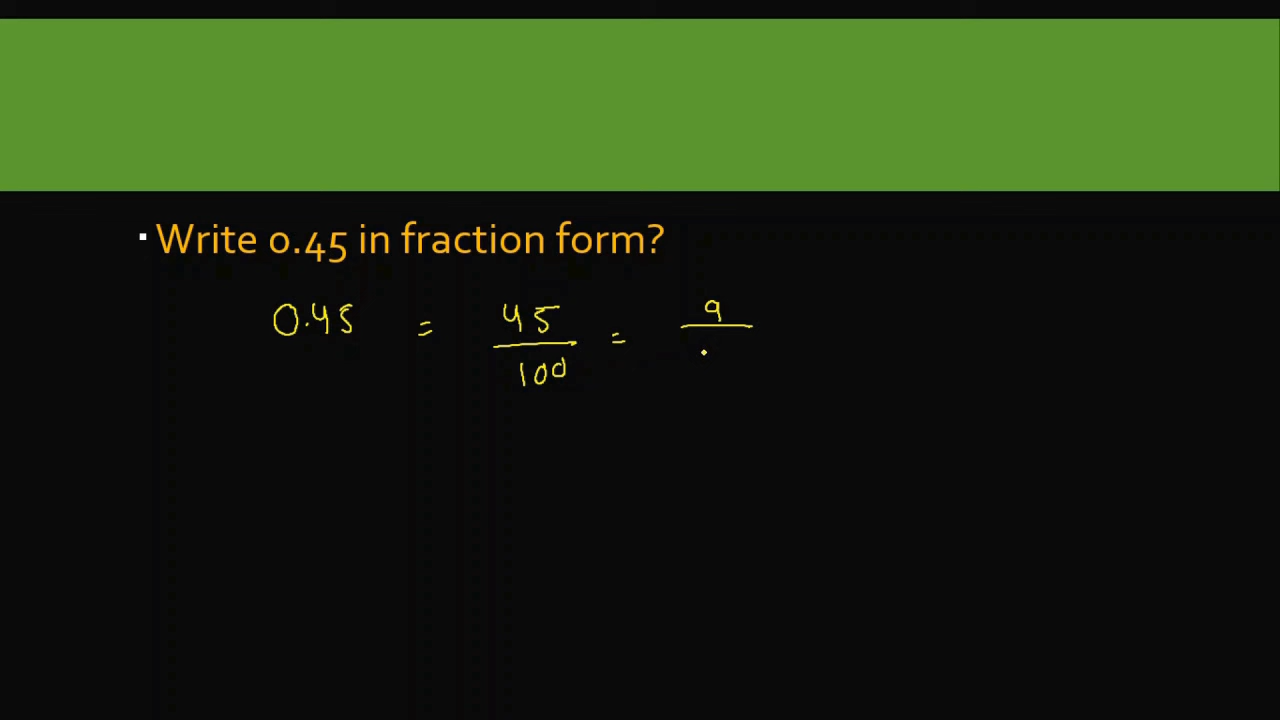 Write 0.45 in fraction form?
0.45 = 45/100 = 9/